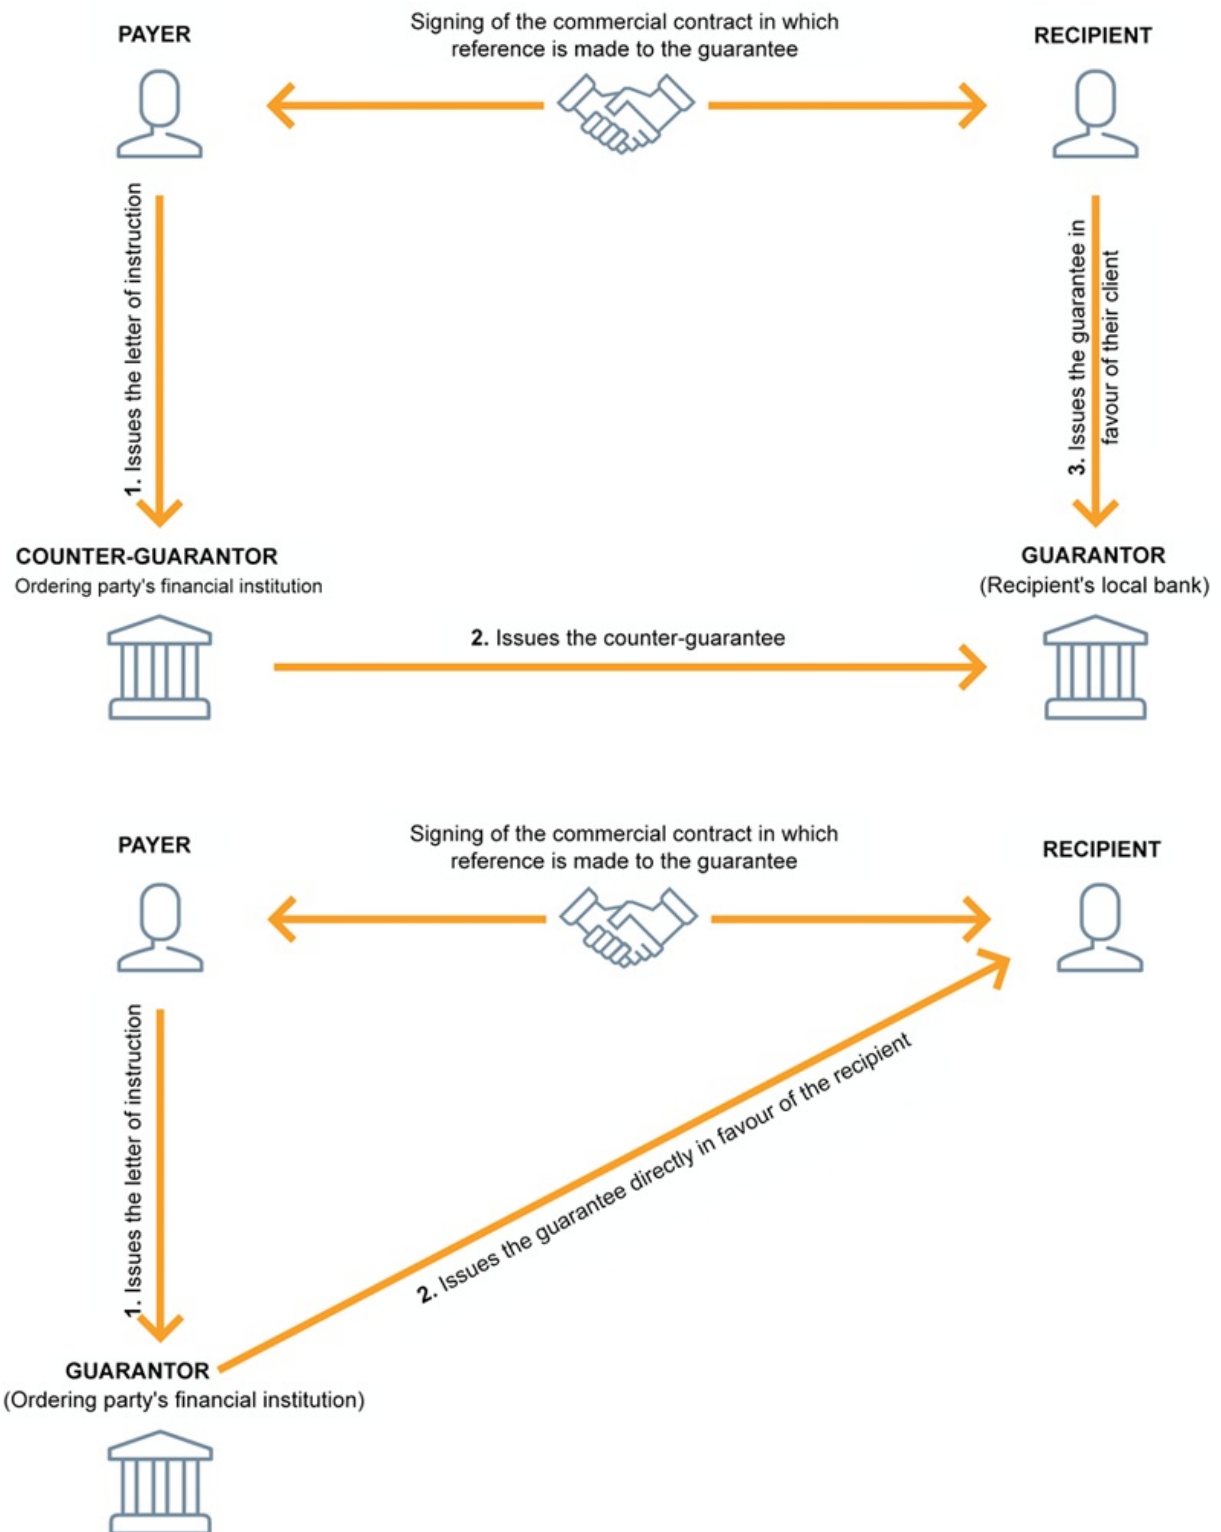 PAYER
Signing of the commercial contract in which
reference is made to the guarantee
RECIPIENT
1. Issues the letter of instruction
3. Issues the guarantee in
favour of their client
COUNTER-GUARANTOR
Ordering party's financial institution
GUARANTOR
(Recipient's local bank)
2. Issues the counter-guarantee
PAYER
Signing of the commercial contract in which
reference is made to the guarantee
RECIPIENT
1. Issues the letter of instruction
2. Issues the guarantee directly in favour of the recipient
GUARANTOR
(Ordering party's financial institution)